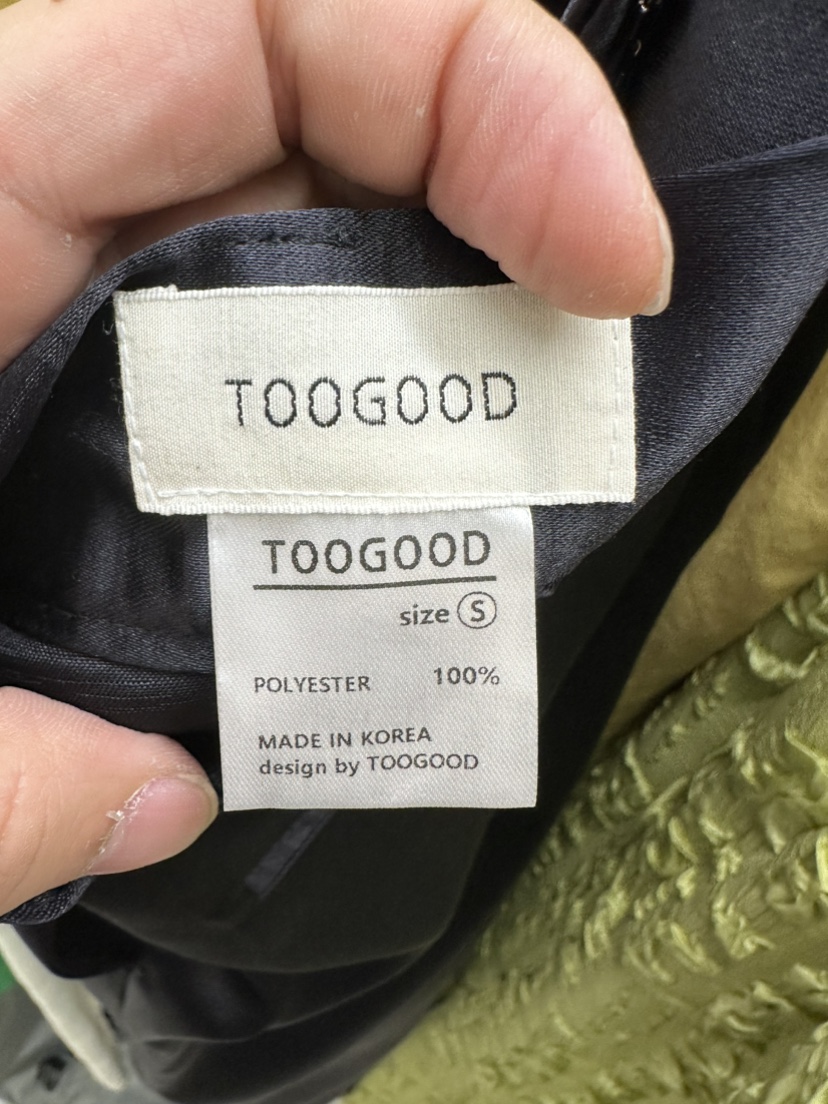 TOOGOOD
TOOGOOD
size S
POLYESTER 100%
MADE IN KOREA
design by TOOGOOD